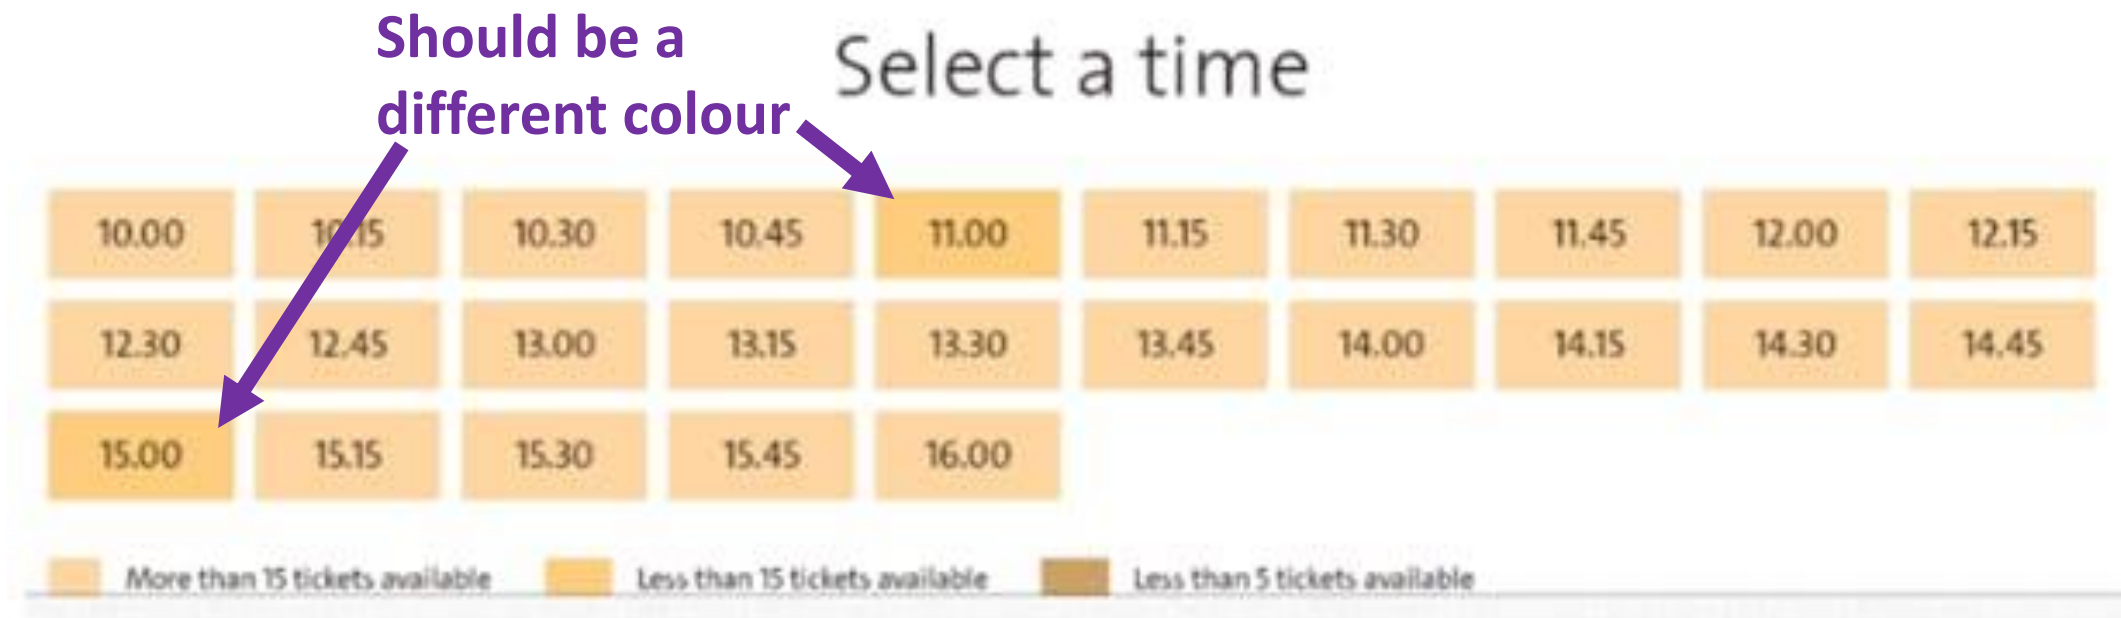 Should be a
different colour
Select a time
10.00 10.15 10.30 10.45 11.00 11.15 11.30 11.45 12.00 12.15
12.30 12.45 13.00 13.15 13.30 13.45 14.00 14.15 14.30 14.45
15.00 15.15 15.30 15.45 16.00
More than 15 tickets available Less than 15 tickets available Less than 5 tickets available